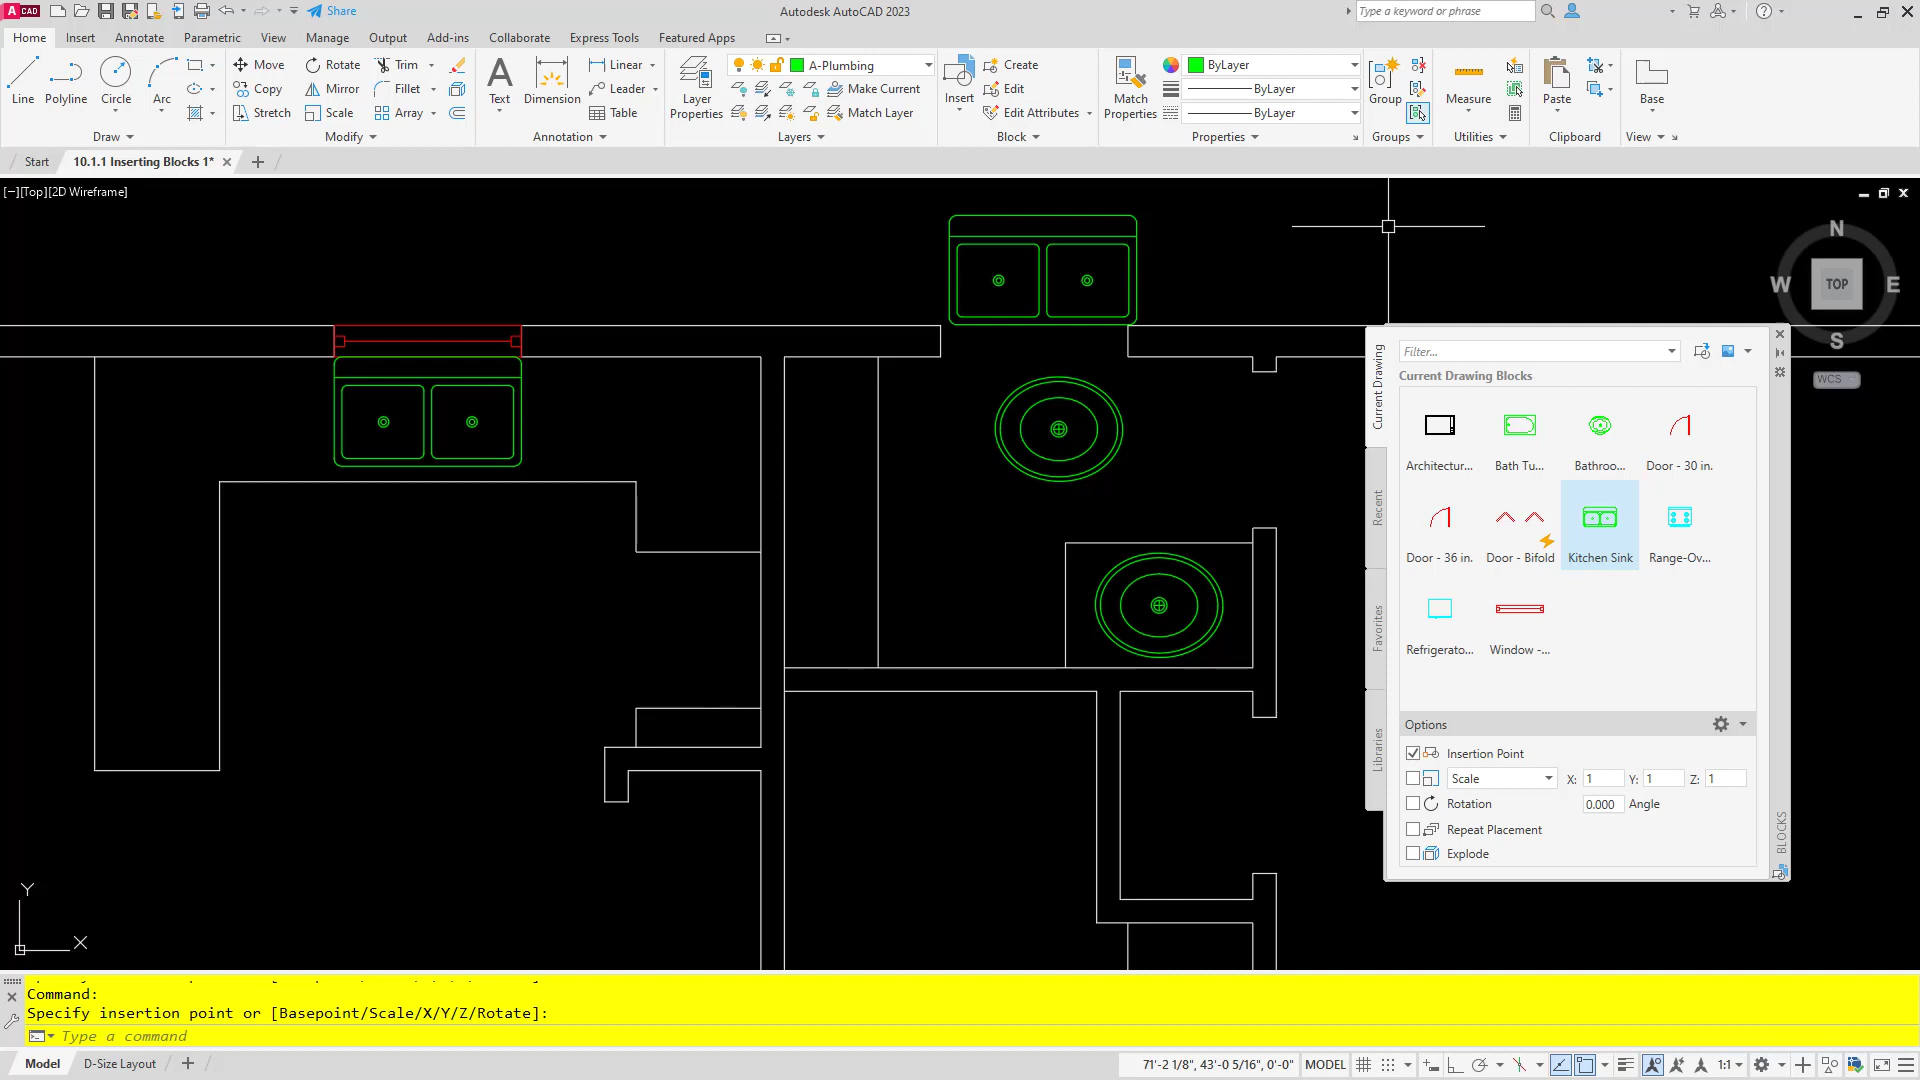 A CAD
Share
Autodesk AutoCAD 2023
Type a keyword or phrase
Home Insert Annotate Parametric View Manage Output Add-ins Collaborate Express Tools Featured Apps
Line Polyline Circle Arc
Draw
Move Rotate Trim
Copy Mirror Fillet
Stretch Scale Array
Modify
Text Dimension
Linear
Leader
Table
Annotation
Layer Properties
A-Plumbing
Make Current
Match Layer
Layers
Insert
Create
Edit
Edit Attributes
Block
Match Properties
ByLayer
ByLayer
ByLayer
Properties
Group
Groups
Measure
Utilities
Paste
Clipboard
Base
View
Start 10.1.1 Inserting Blocks 1*
[−][Top][2D Wireframe]
N
W TOP E
S
WCS
Filter...
Current Drawing Blocks
Current Drawing
Recent
Favorites
Libraries
Architectur... Bath Tu... Bathroo... Door - 30 in.
Door - 36 in. Door - Bifold Kitchen Sink Range-Ov...
Refrigerato... Window -...
Options
Insertion Point
Scale X: 1 Y: 1 Z: 1
Rotation 0.000 Angle
Repeat Placement
Explode
BLOCKS
Y
X
Command:
Specify insertion point or [Basepoint/Scale/X/Y/Z/Rotate]:
Type a command
Model D-Size Layout
71'-2 1/8", 43'-0 5/16", 0'-0" MODEL 1:1